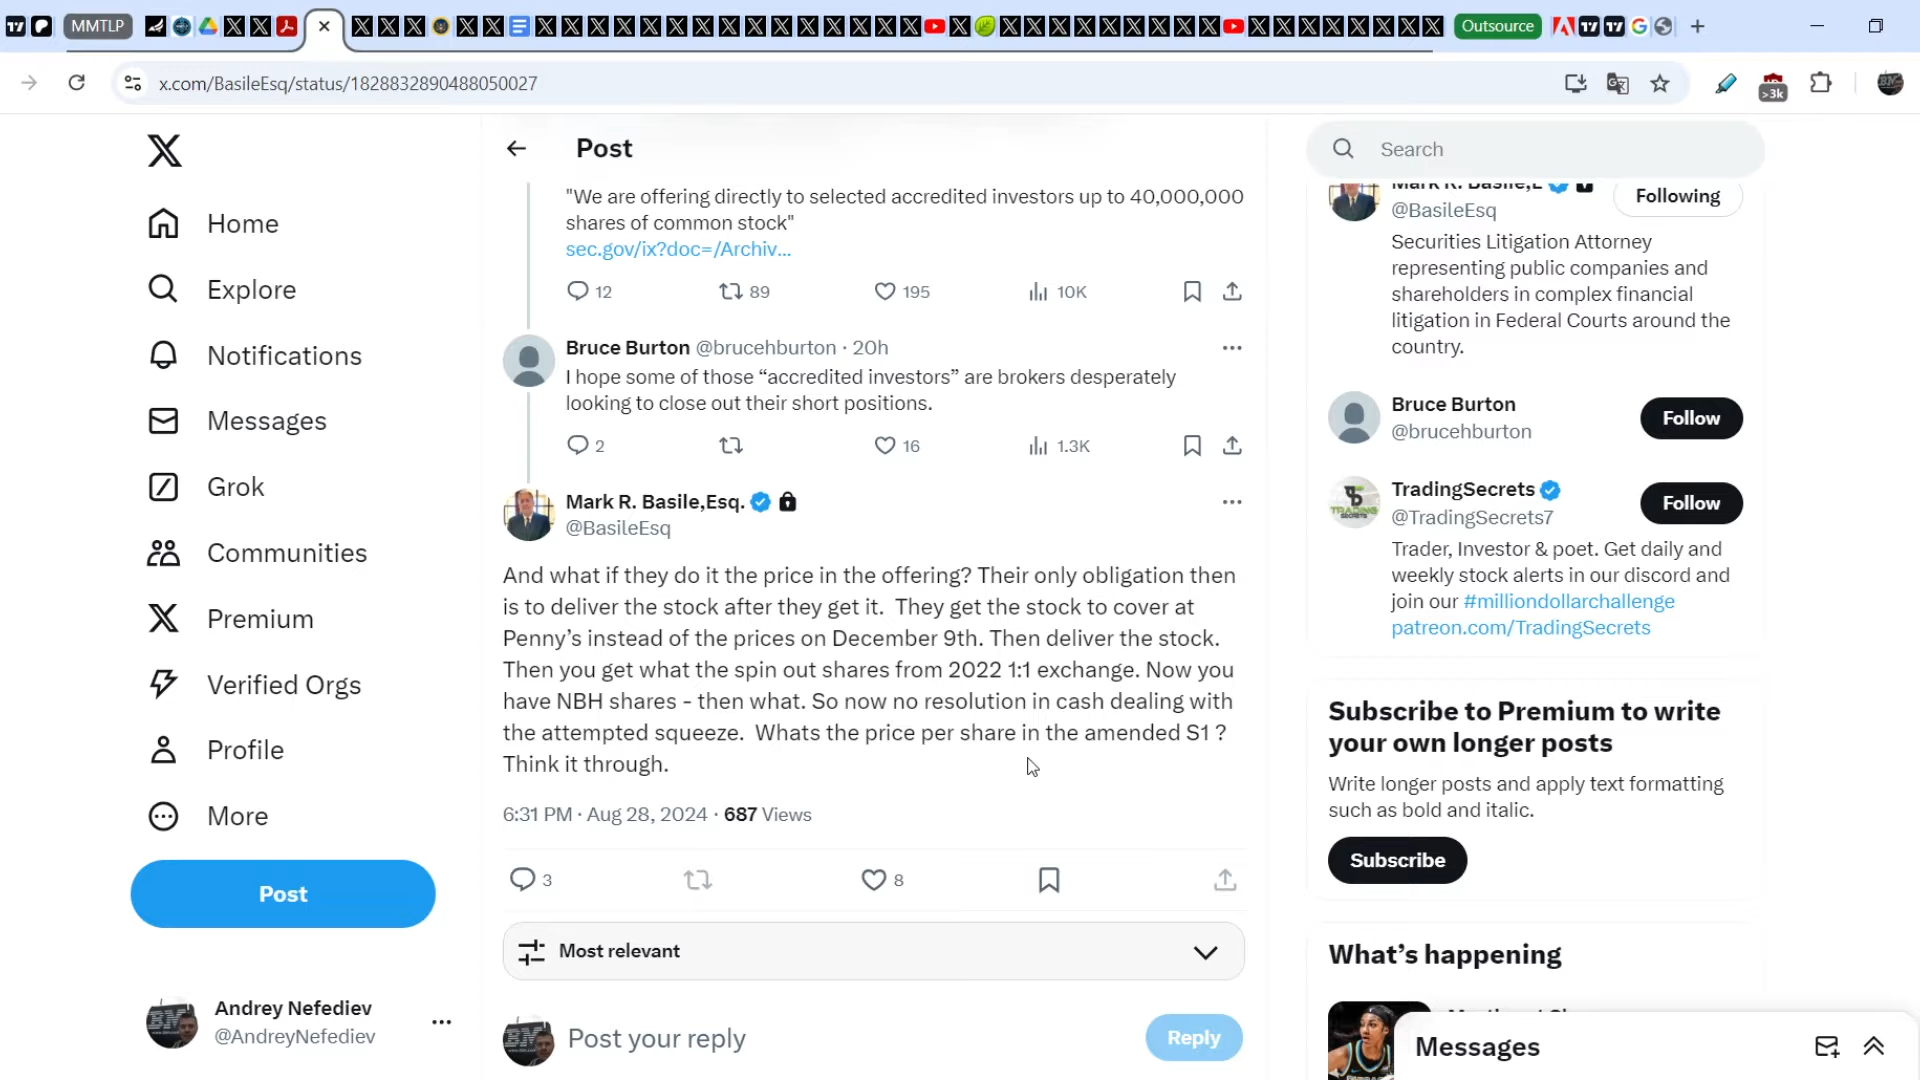 MMTLP
Outsource
x.com/BasileEsq/status/1828832890488050027
>3k
Post
Search
Home
Explore
Notifications
Messages
Grok
Communities
Premium
Verified Orgs
Profile
More
Post
Andrey Nefediev
@AndreyNefediev
"We are offering directly to selected accredited investors up to 40,000,000
shares of common stock"
sec.gov/ix?doc=/Archiv...
12 89 195 10K
Bruce Burton @brucehburton · 20h
I hope some of those “accredited investors” are brokers desperately
looking to close out their short positions.
2 16 1.3K
Mark R. Basile,Esq.
@BasileEsq
And what if they do it the price in the offering? Their only obligation then
is to deliver the stock after they get it.  They get the stock to cover at
Penny’s instead of the prices on December 9th. Then deliver the stock.
Then you get what the spin out shares from 2022 1:1 exchange. Now you
have NBH shares - then what. So now no resolution in cash dealing with
the attempted squeeze.  Whats the price per share in the amended S1 ?
Think it through.
6:31 PM · Aug 28, 2024 · 687 Views
3 8
Most relevant
Post your reply
Reply
Mark R. Basile,E
@BasileEsq
Following
Securities Litigation Attorney
representing public companies and
shareholders in complex financial
litigation in Federal Courts around the
country.
Bruce Burton
@brucehburton
Follow
TradingSecrets
@TradingSecrets7
Follow
Trader, Investor & poet. Get daily and
weekly stock alerts in our discord and
join our #milliondollarchallenge
patreon.com/TradingSecrets
Subscribe to Premium to write
your own longer posts
Write longer posts and apply text formatting
such as bold and italic.
Subscribe
What’s happening
Messages